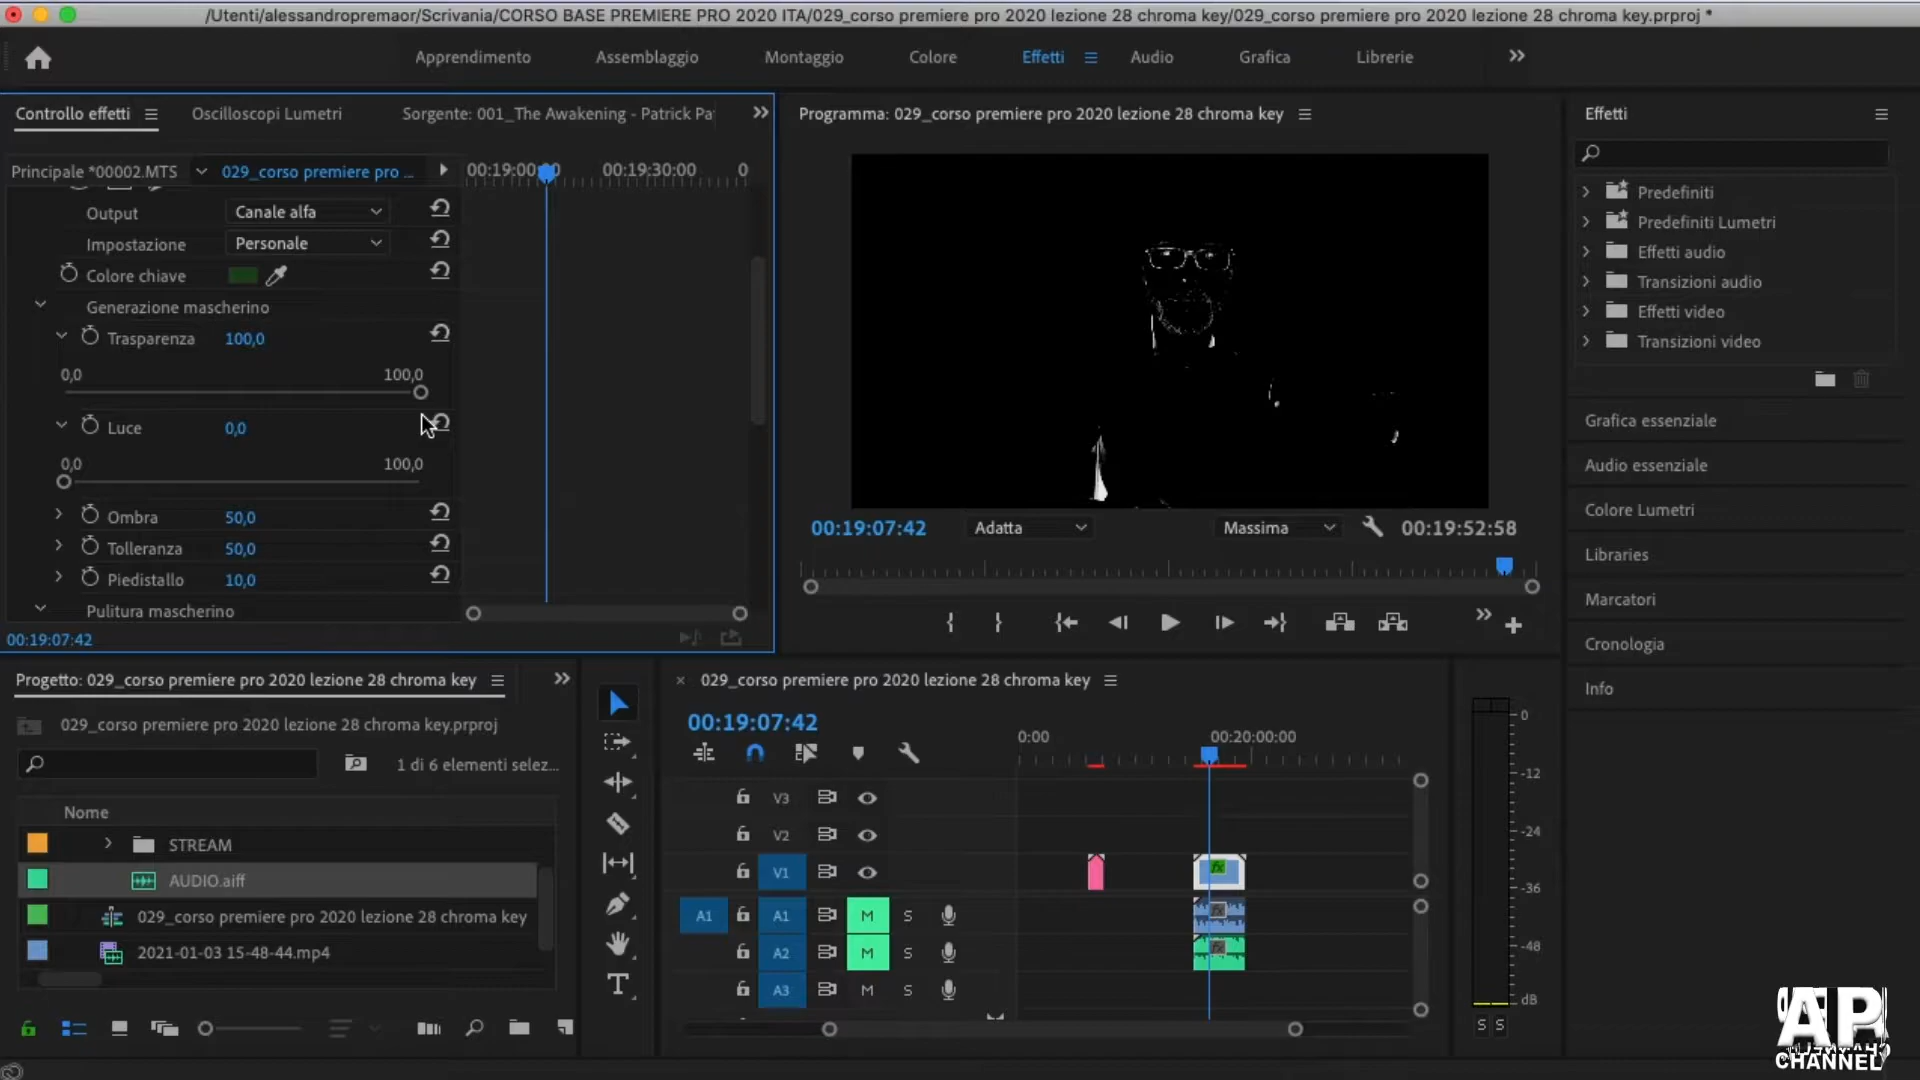 /Utenti/alessandropremaor/Scrivania/CORSO BASE PREMIERE PRO 2020 ITA/029_corso premiere pro 2020 lezione 28 chroma key/029_corso premiere pro 2020 lezione 28 chroma key.prproj *
Apprendimento Assemblaggio Montaggio Colore Effetti Audio Grafica Librerie
Controllo effetti Oscilloscopi Lumetri Sorgente: 001_The Awakening - Patrick Pa
Programma: 029_corso premiere pro 2020 lezione 28 chroma key
Effetti
Principale *00002.MTS 029_corso premiere pro ... 00:19:00:00 00:19:30:00 0
Output Canale alfa
Impostazione Personale
Colore chiave
Generazione mascherino
Trasparenza 100,0
0,0 100,0
Luce 0,0
0,0 100,0
Ombra 50,0
Tolleranza 50,0
Piedistallo 10,0
Pulitura mascherino
00:19:07:42
00:19:07:42 Adatta Massima 00:19:52:58
Predefiniti
Predefiniti Lumetri
Effetti audio
Transizioni audio
Effetti video
Transizioni video
Grafica essenziale
Audio essenziale
Colore Lumetri
Libraries
Marcatori
Cronologia
Info
Progetto: 029_corso premiere pro 2020 lezione 28 chroma key
029_corso premiere pro 2020 lezione 28 chroma key.prproj
1 di 6 elementi selez...
Nome
STREAM
AUDIO.aiff
029_corso premiere pro 2020 lezione 28 chroma key
2021-01-03 15-48-44.mp4
T
× 029_corso premiere pro 2020 lezione 28 chroma key
00:19:07:42
0:00 00:20:00:00
V3
V2
V1 fx
A1 A1 M S fx
A2 M S fx
A3 M S
0
-12
-24
-36
-48
dB
S S
AP
CHANNEL